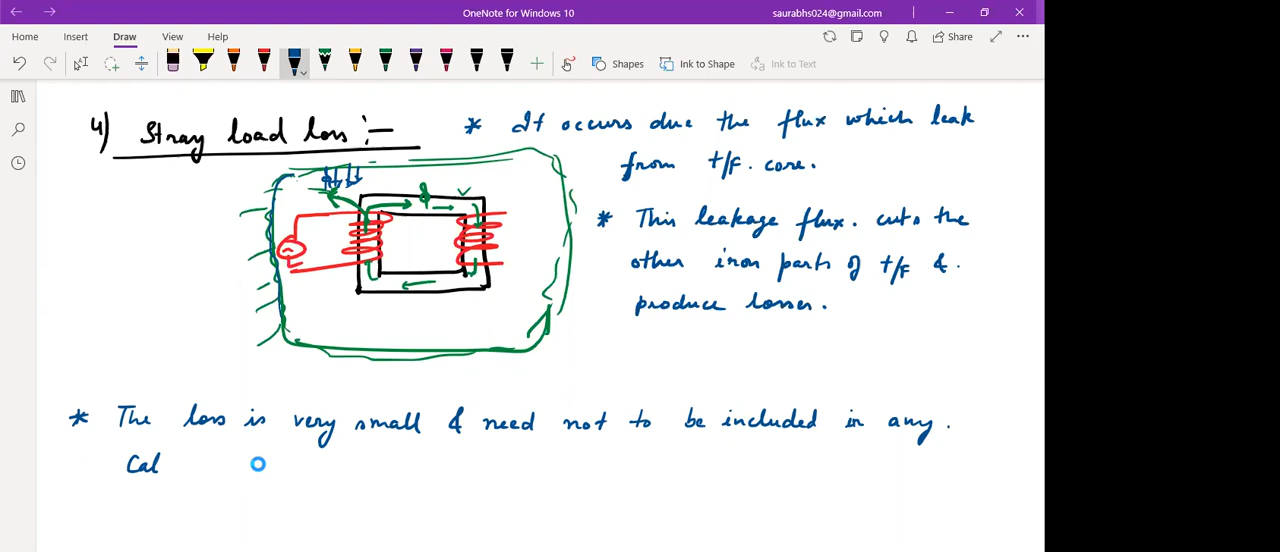 OneNote for Windows 10
saurabhs024@gmail.com
Home Insert Draw View Help
Share
Shapes
Ink to Shape
Ink to Text
4) Stray load loss :-
* It occurs due the flux which leak
from t/f. core.
ϕ
* This leakage flux. cuts the
other iron parts of t/f &.
produce losses.
* The loss is very small & need not to be included in any.
Cal